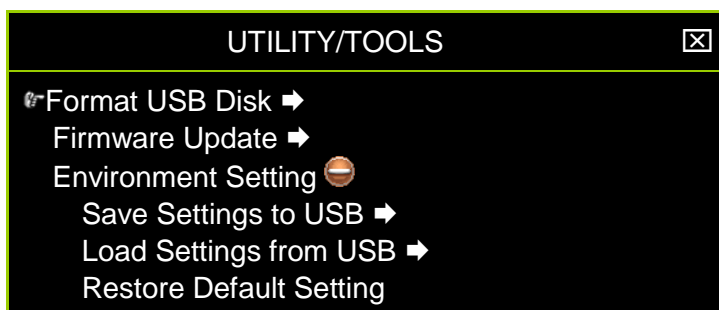 UTILITY/TOOLS
Format USB Disk
Firmware Update
Environment Setting
Save Settings to USB
Load Settings from USB
Restore Default Setting